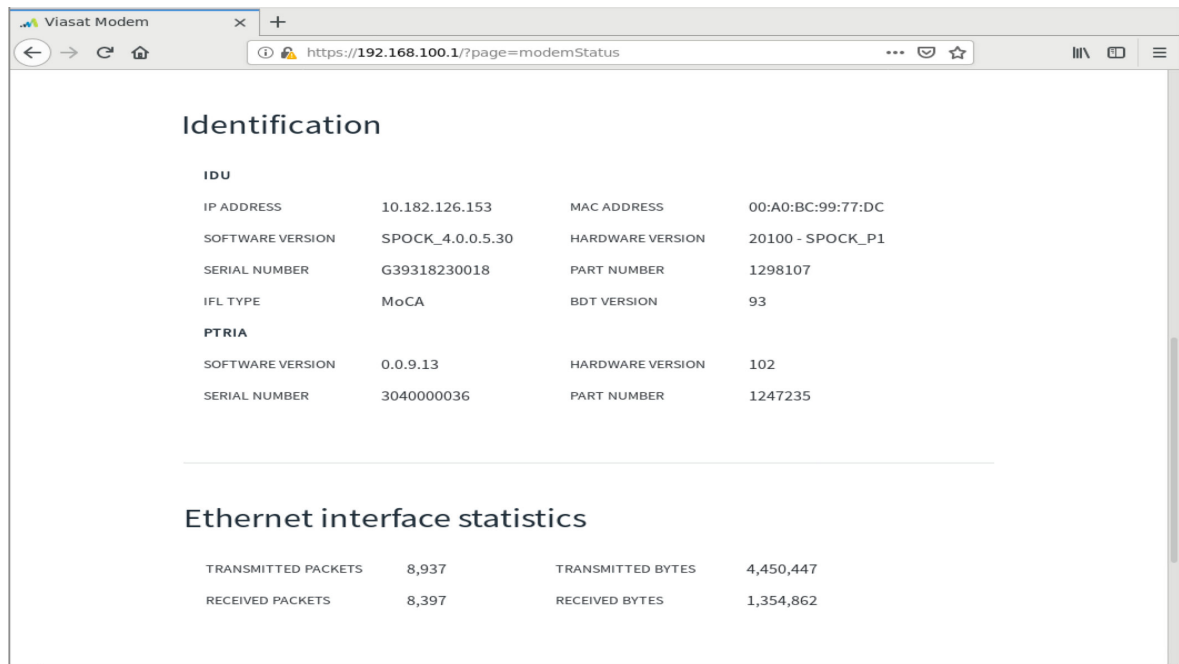 Viasat Modem
https://192.168.100.1/?page=modemStatus
Identification
IDU
IP ADDRESS 10.182.126.153 MAC ADDRESS 00:A0:BC:99:77:DC
SOFTWARE VERSION SPOCK_4.0.0.5.30 HARDWARE VERSION 20100 - SPOCK_P1
SERIAL NUMBER G39318230018 PART NUMBER 1298107
IFL TYPE MoCA BDT VERSION 93
PTRIA
SOFTWARE VERSION 0.0.9.13 HARDWARE VERSION 102
SERIAL NUMBER 3040000036 PART NUMBER 1247235
Ethernet interface statistics
TRANSMITTED PACKETS 8,937 TRANSMITTED BYTES 4,450,447
RECEIVED PACKETS 8,397 RECEIVED BYTES 1,354,862